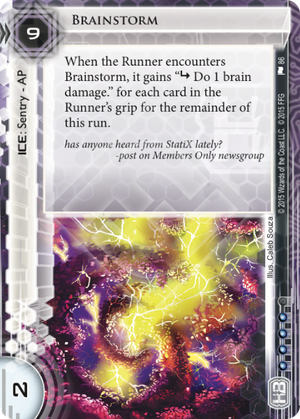 BRAINSTORM
9
ICE: Sentry - AP
When the Runner encounters
Brainstorm, it gains “↳ Do 1 brain
damage.” for each card in the
Runner’s grip for the remainder of
this run.
has anyone heard from StatiX lately?
-post on Members Only newsgroup
86
© 2015 Wizards of the Coast LLC. © 2015 FFG
Illus. Caleb Souza
2
HB